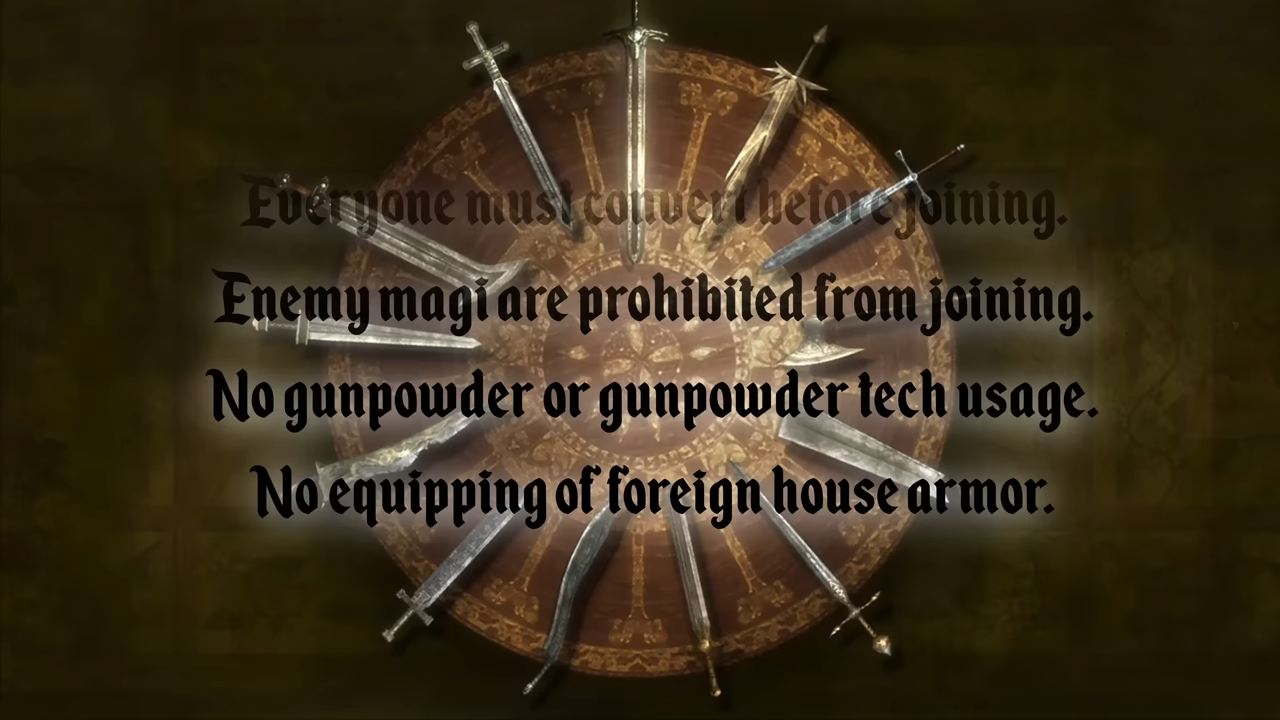 Everyone must convert before joining.
Enemy magi are prohibited from joining.
No gunpowder or gunpowder tech usage.
No equipping of foreign house armor.